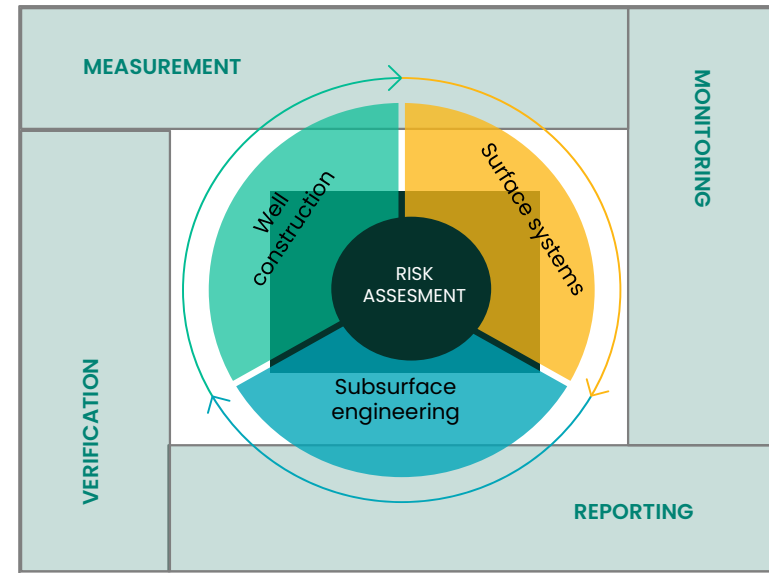 MEASUREMENT
MONITORING
Well
construction
Surface systems
RISK
ASSESMENT
Subsurface
engineering
VERIFICATION
REPORTING